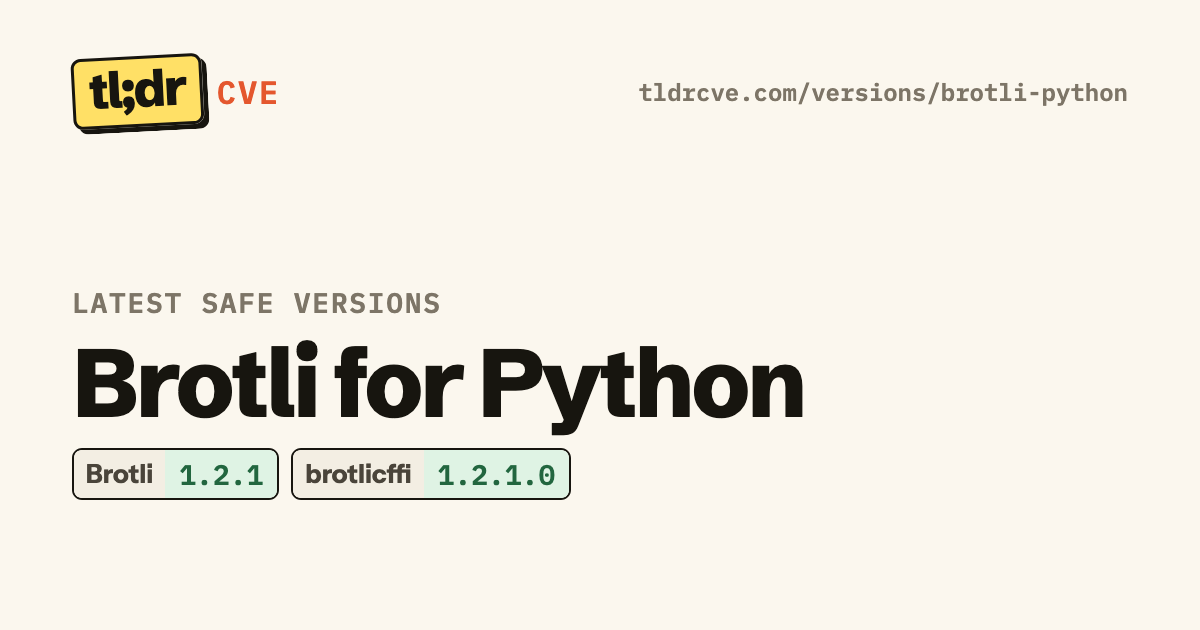 tl;dr CVE
tldrcve.com/versions/brotli-python
LATEST SAFE VERSIONS
Brotli for Python
Brotli 1.2.1 brotlicffi 1.2.1.0